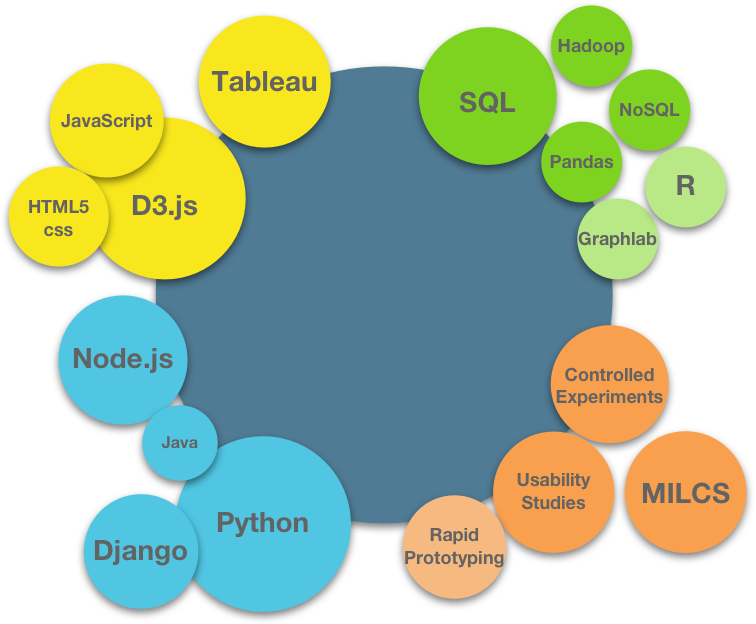 Tableau
JavaScript
D3.js
HTML5
css
SQL
Hadoop
NoSQL
Pandas
R
Graphlab
Node.js
Java
Python
Django
Controlled
Experiments
Usability
Studies
MILCS
Rapid
Prototyping